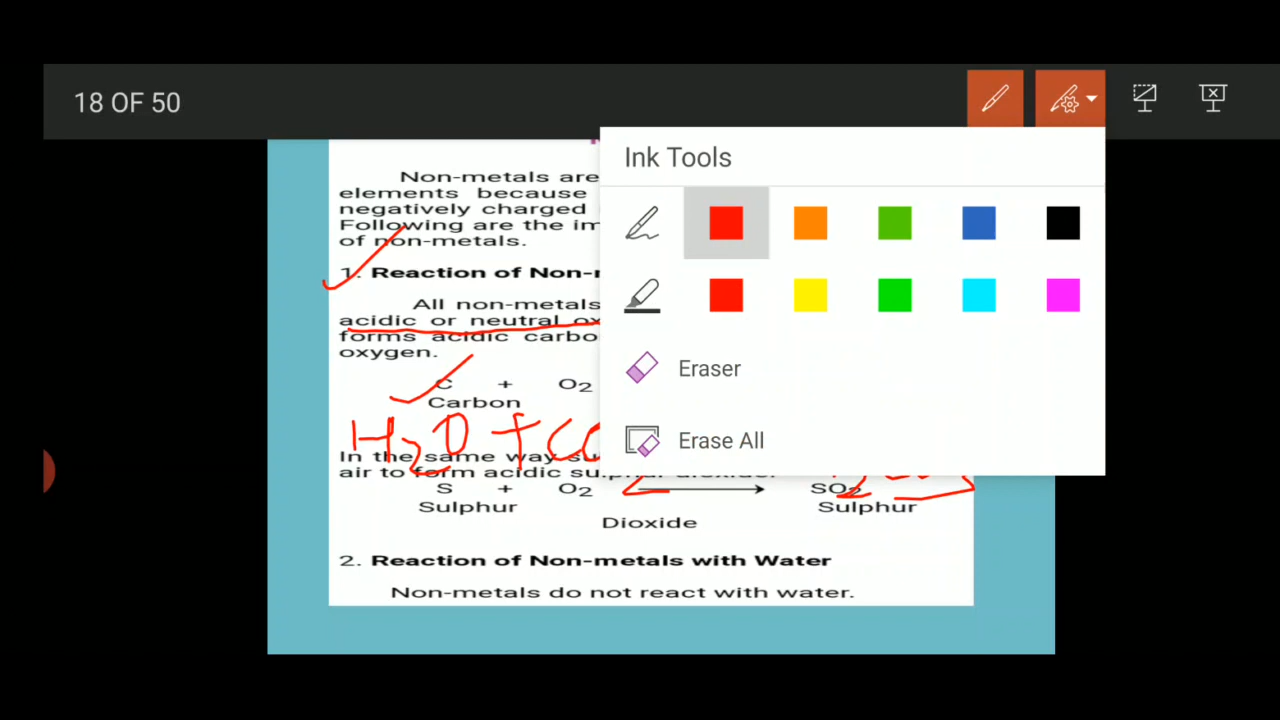 18 OF 50
Ink Tools
Eraser
Erase All
Non-metals are
elements because
negatively charged
Following are the im
of non-metals.
1. Reaction of Non-
All non-metals
acidic or neutral ox
forms acidic carbo
oxygen.
C + O2
Carbon
H2O + CO
In the same way su
air to form acidic sulphur dioxide.
S + O2 → SO2
Sulphur Sulphur
Dioxide
2. Reaction of Non-metals with Water
Non-metals do not react with water.